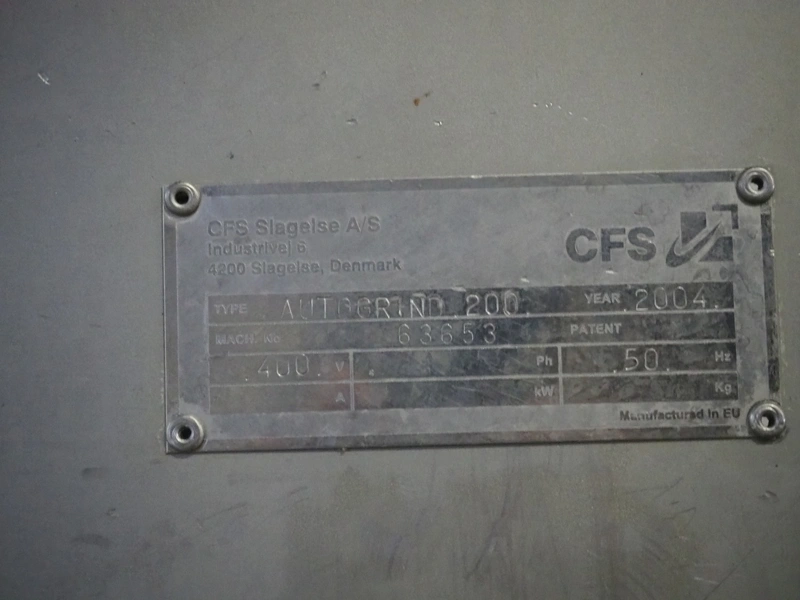 CFS Slagelse A/S
Industrivej 6
4200 Slagelse, Denmark
CFS
TYPE AUTOGRIND 200. YEAR .2004.
MACH. No 63653 PATENT
.400. V Ph .50. Hz
A kW Kg
Manufactured in EU